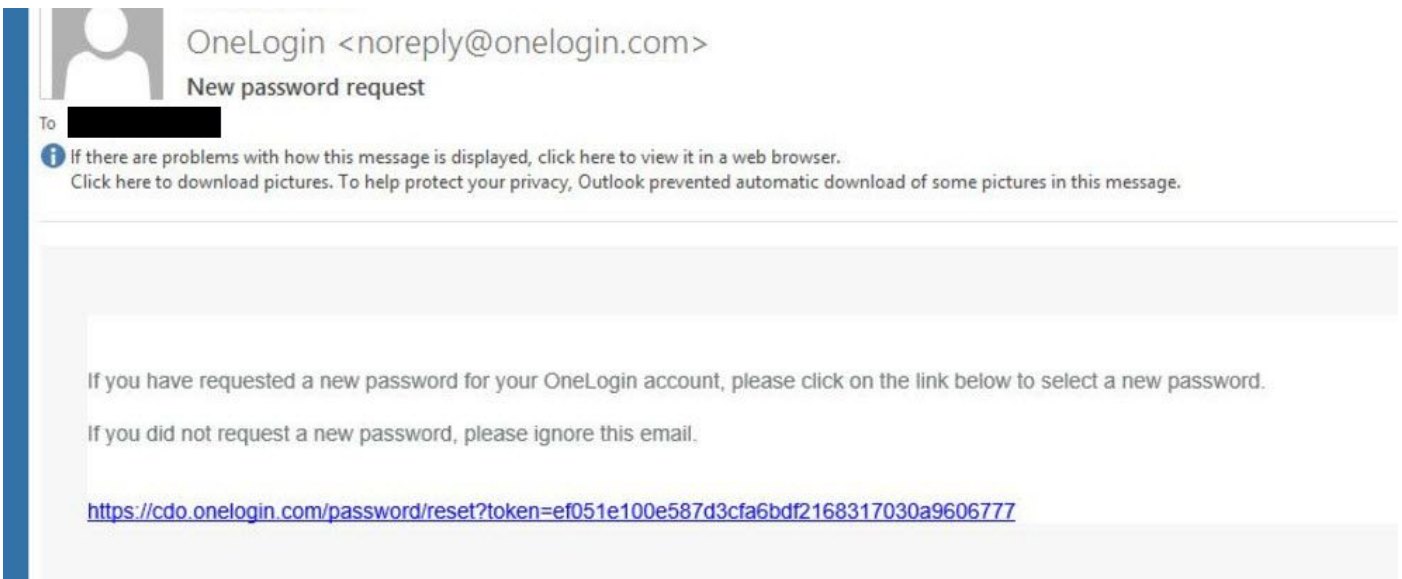 OneLogin <noreply@onelogin.com>
New password request
To
If there are problems with how this message is displayed, click here to view it in a web browser.
Click here to download pictures. To help protect your privacy, Outlook prevented automatic download of some pictures in this message.
If you have requested a new password for your OneLogin account, please click on the link below to select a new password.
If you did not request a new password, please ignore this email.
https://cdo.onelogin.com/password/reset?token=ef051e100e587d3cfa6bdf2168317030a9606777